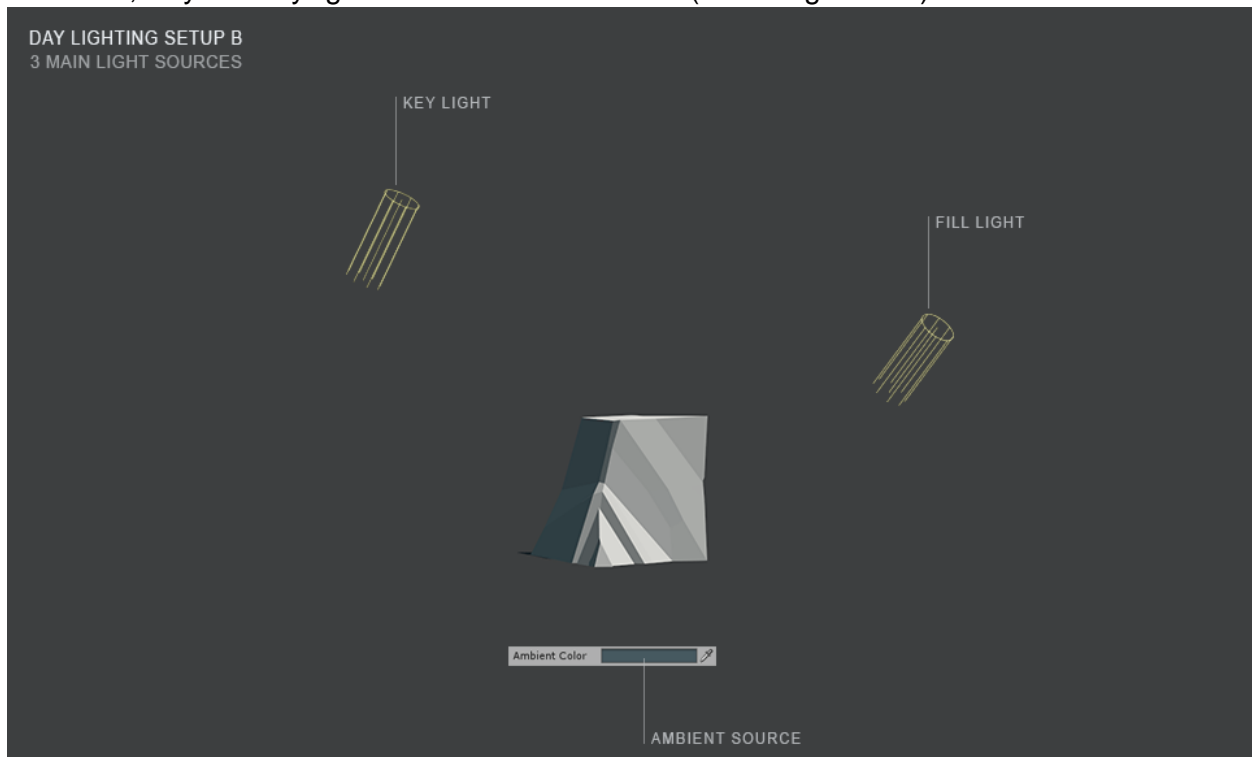 DAY LIGHTING SETUP B
3 MAIN LIGHT SOURCES
KEY LIGHT
FILL LIGHT
Ambient Color
AMBIENT SOURCE